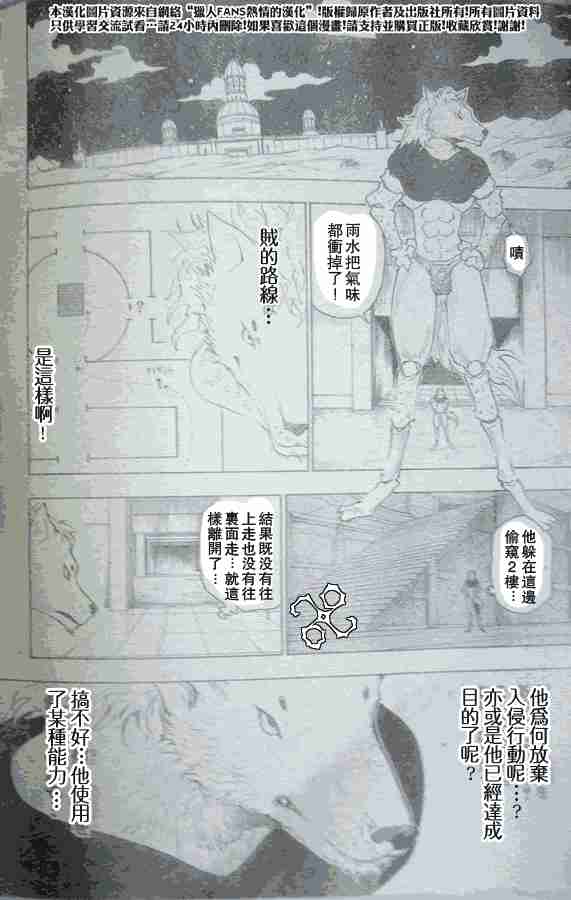 本漢化圖片資源來自網絡“獵人FANS熱情的漢化”!版權歸原作者及出版社所有!所有圖片資料
只供學習交流試看…請24小時內刪除!如果喜歡這個漫畫!請支持並購買正版!收藏欣賞!謝謝!
嘖
雨水把氣味
都衝掉了！
賊的路線…
!?
是這樣啊！
他躲在這邊
偷窺2樓…
結果既没有往
上走也没有往
裏面走…就這
樣離開了…
他爲何放棄
入侵行動呢…?
亦或是他已經達成
目的了呢?
搞不好…他使用
了某種能力…